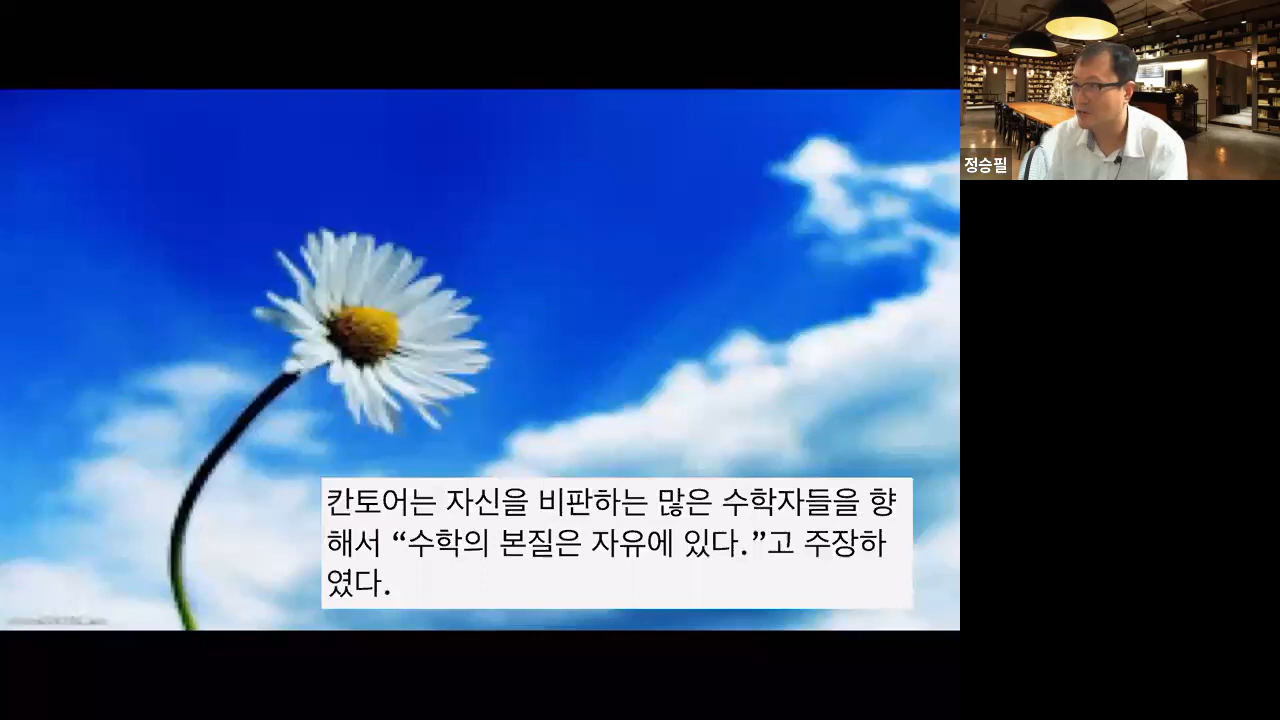 정승필
칸토어는 자신을 비판하는 많은 수학자들을 향
해서 “수학의 본질은 자유에 있다.”고 주장하
였다.